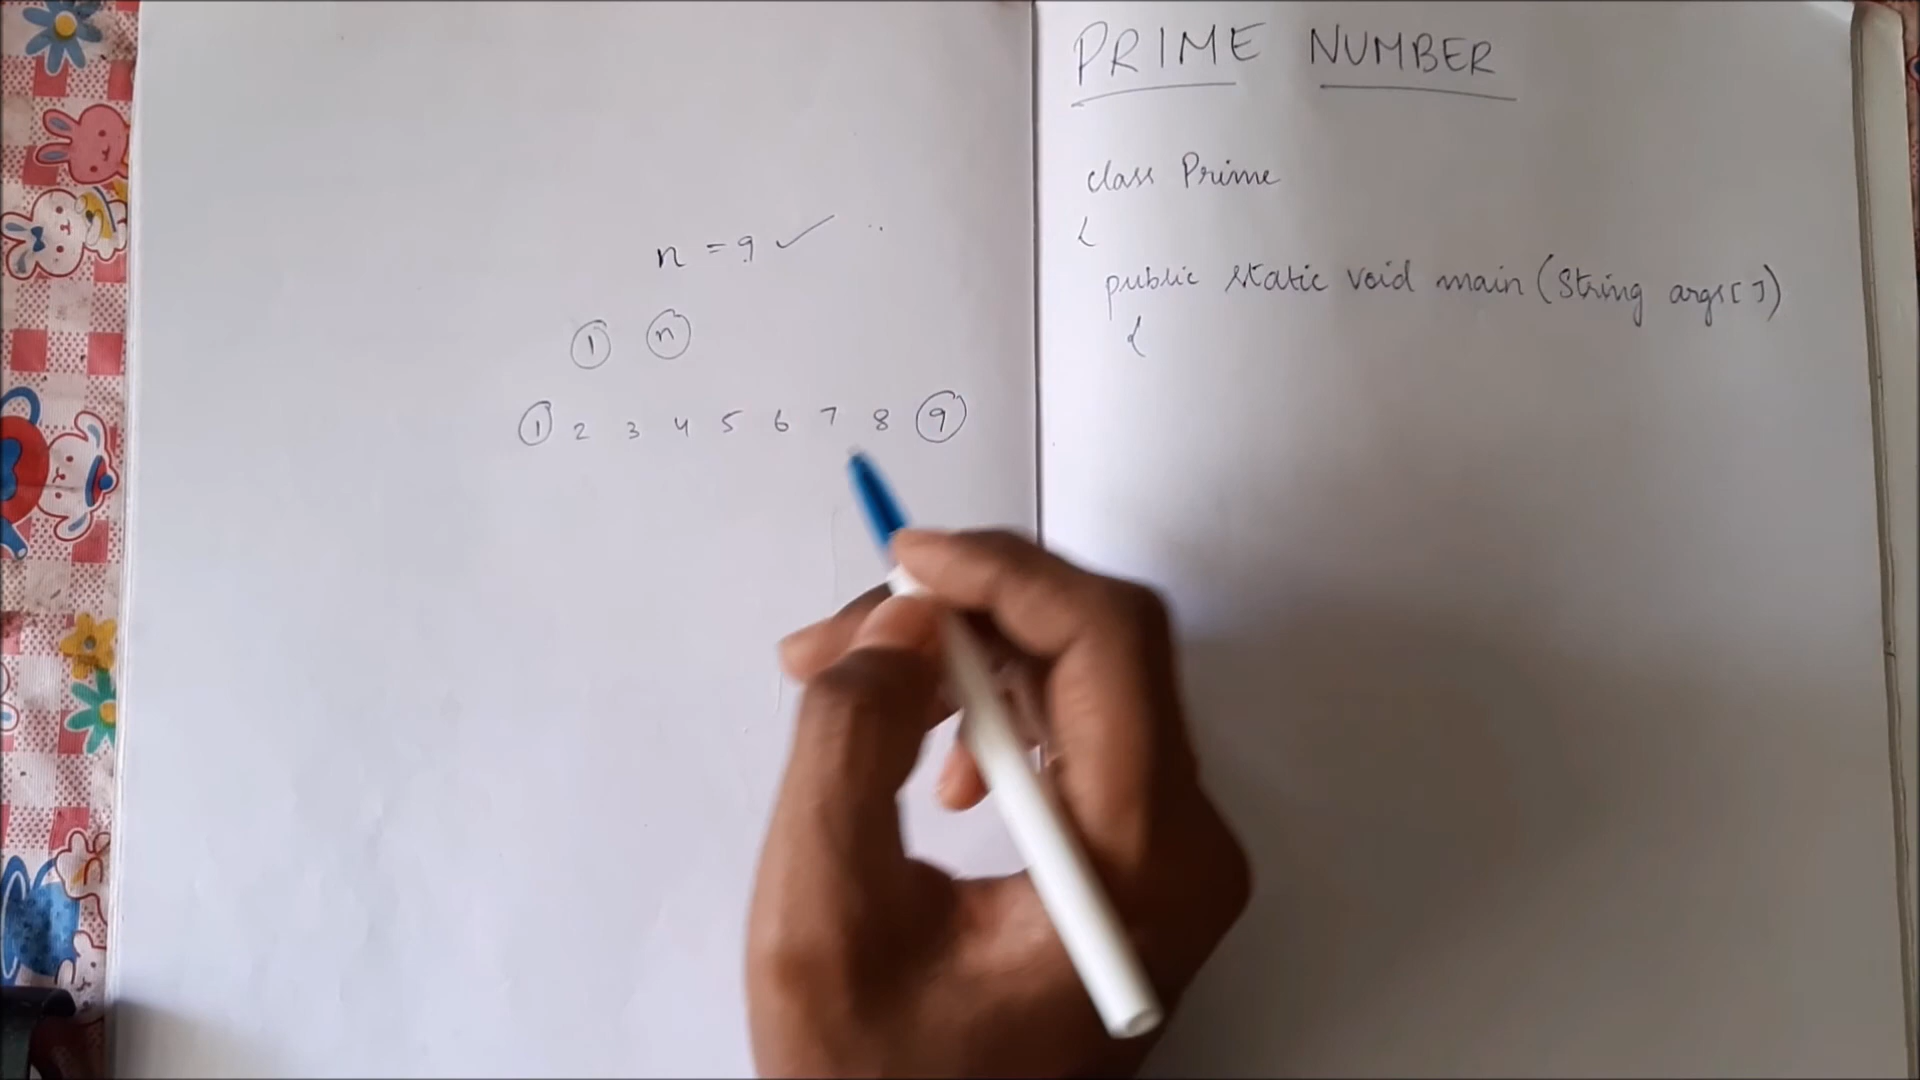 n = 9 ✓
1 n
1 2 3 4 5 6 7 8 9
PRIME NUMBER
class Prime
{
public static void main (String args[])
{